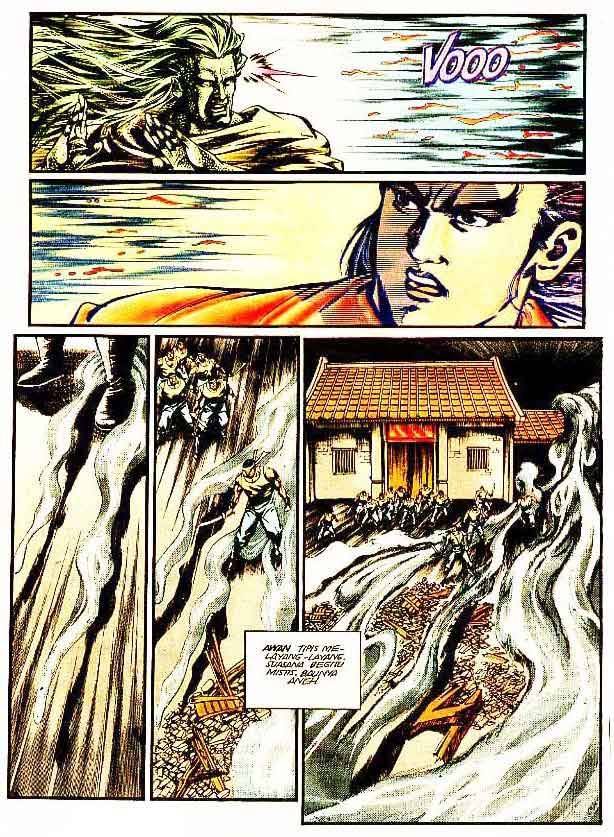 VOOO
AWAN TIPIS ME-
LAYANG-LAYANG.
SUASANA BEGITU
MISTIS. BAUNYA
ANEH.